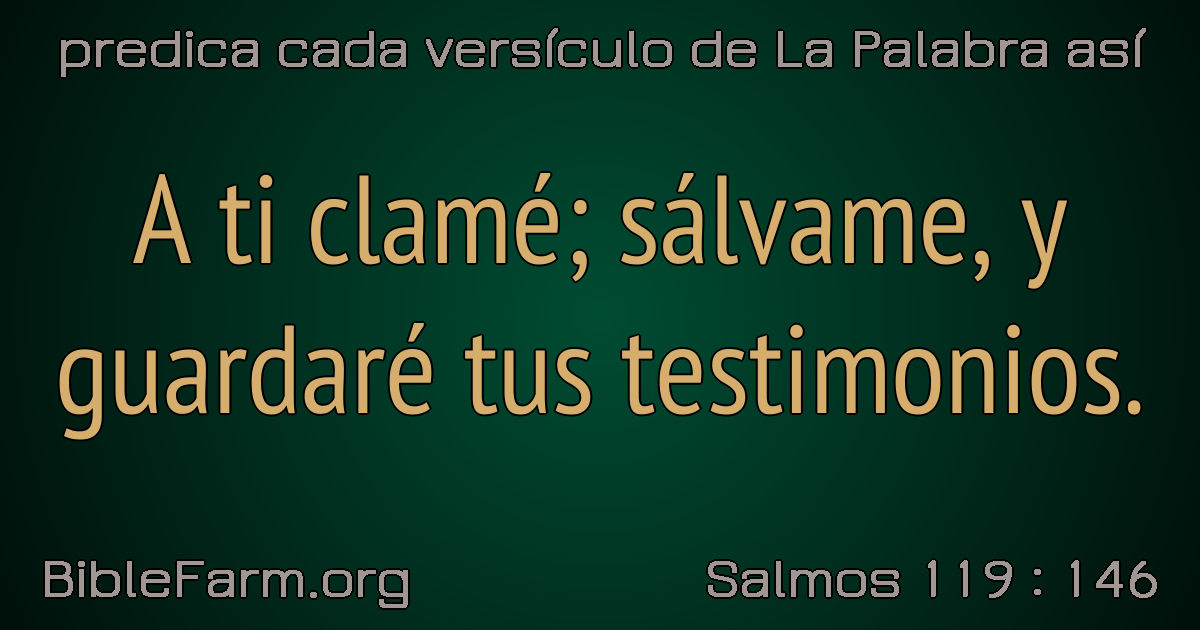 predica cada versículo de La Palabra así
A ti clamé; sálvame, y
guardaré tus testimonios.
BibleFarm.org
Salmos 119 : 146